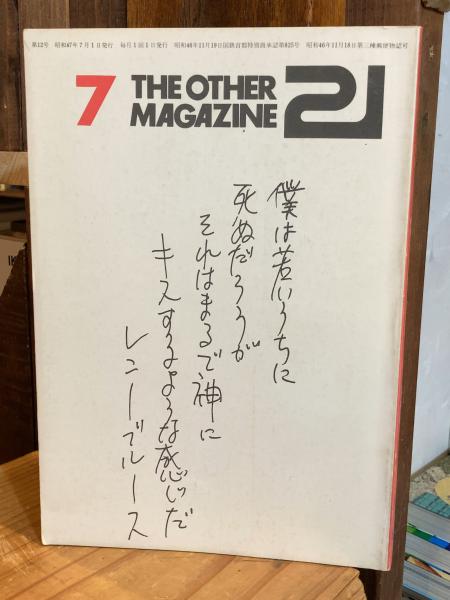 第12号 昭和47年7月1日発行 毎月1回1日発行 昭和46年11月19日国鉄首都特別扱承認第825号 昭和46年11月18日第三種郵便物認可
7 THE OTHER MAGAZINE 21
僕は若いうちに
死ぬだろうが
それはまるで神に
キスするような感じだ
レニーブルース